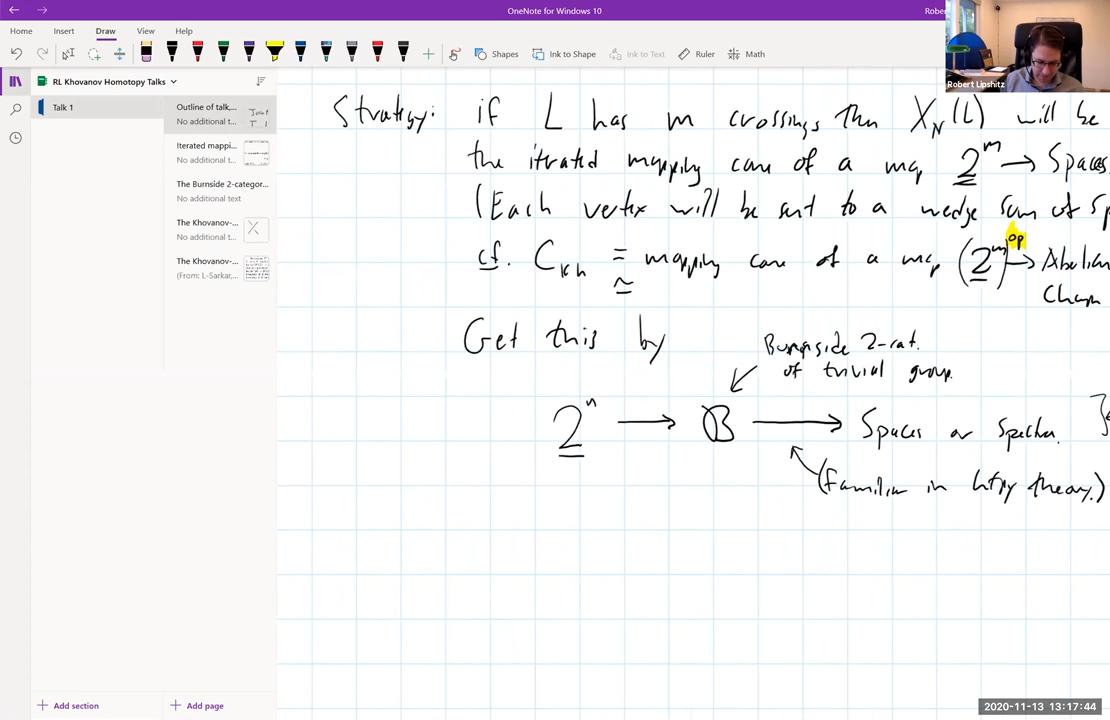 OneNote for Windows 10
Rober
Home Insert Draw View Help
Shapes Ink to Shape Ink to Text Ruler Math
RL Khovanov Homotopy Talks
Talk 1
Outline of talk,...
No additional t...
Iterated mappi...
No additional t...
The Burnside 2-categor...
No additional text
The Khovanov-...
No additional t...
The Khovanov-...
(From: L-Sarkar,...
Add section
Add page
Robert Lipshitz
Strategy: if L has m crossings then X_N(L) will be
the iterated mapping cone of a map 2^m → Spaces.
(Each vertex will be sent to a wedge sum of Sp
cf. C_Kh = ≃ mapping cone of a map (2^m)^op → Abelian
Chain
Get this by
Burnside 2-cat.
of trivial group.
2^n → B → Spaces or Spectra.
(Familiar in htpy theory.)
2020-11-13 13:17:44